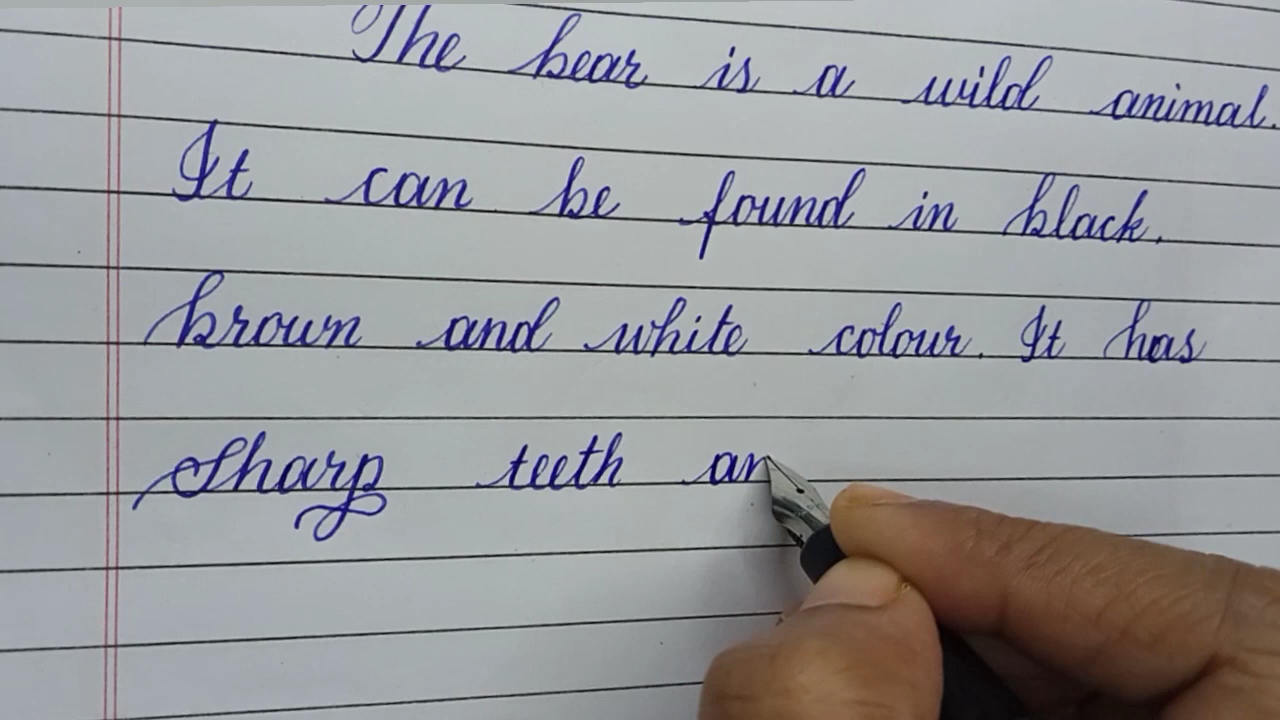 The bear is a wild animal.
It can be found in black.
brown and white colour. It has
Sharp teeth an